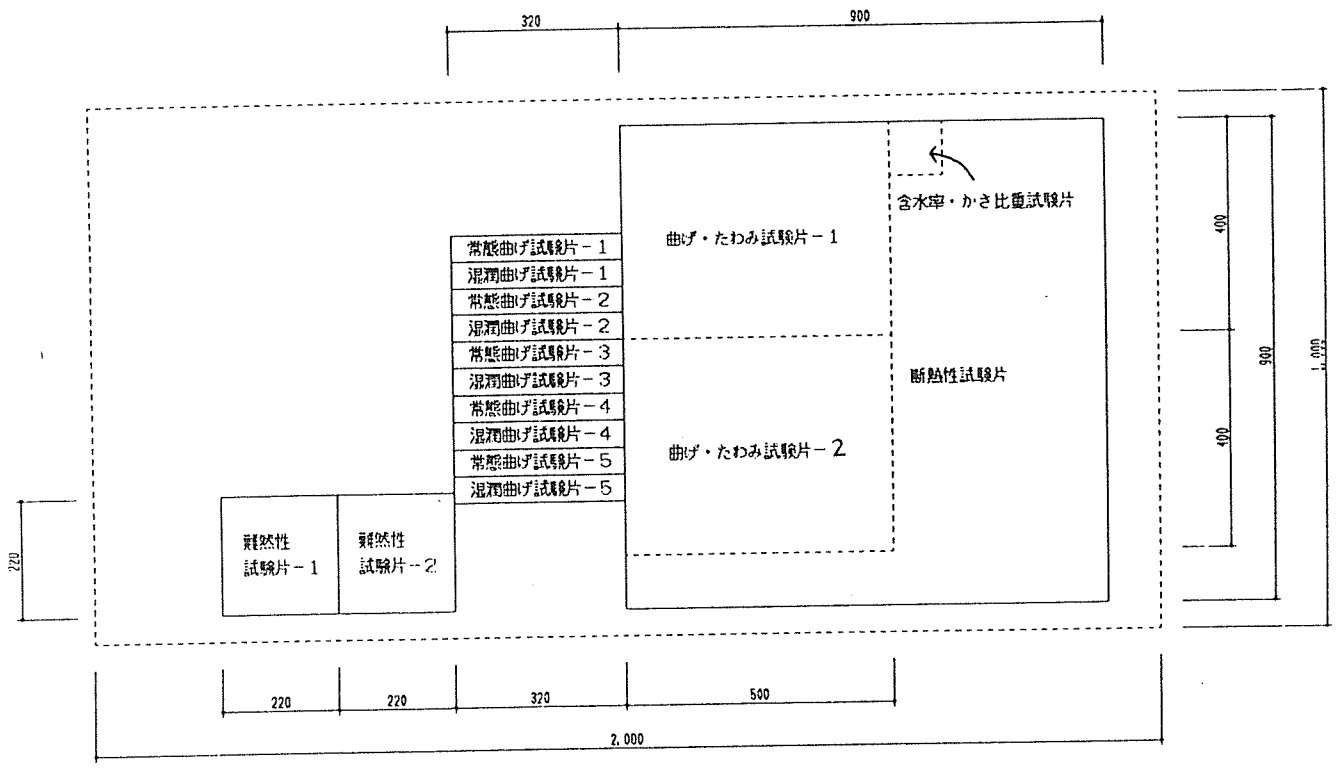 320
900
含水率・かさ比重試験片
曲げ・たわみ試験片－1
400
常態曲げ試験片－1
湿潤曲げ試験片－1
常態曲げ試験片－2
湿潤曲げ試験片－2
常態曲げ試験片－3
湿潤曲げ試験片－3
常態曲げ試験片－4
湿潤曲げ試験片－4
常態曲げ試験片－5
湿潤曲げ試験片－5
900
1,000
断熱性試験片
400
曲げ・たわみ試験片－2
難燃性
試験片－1
難燃性
試験片－2
220
220
220
320
500
2,000